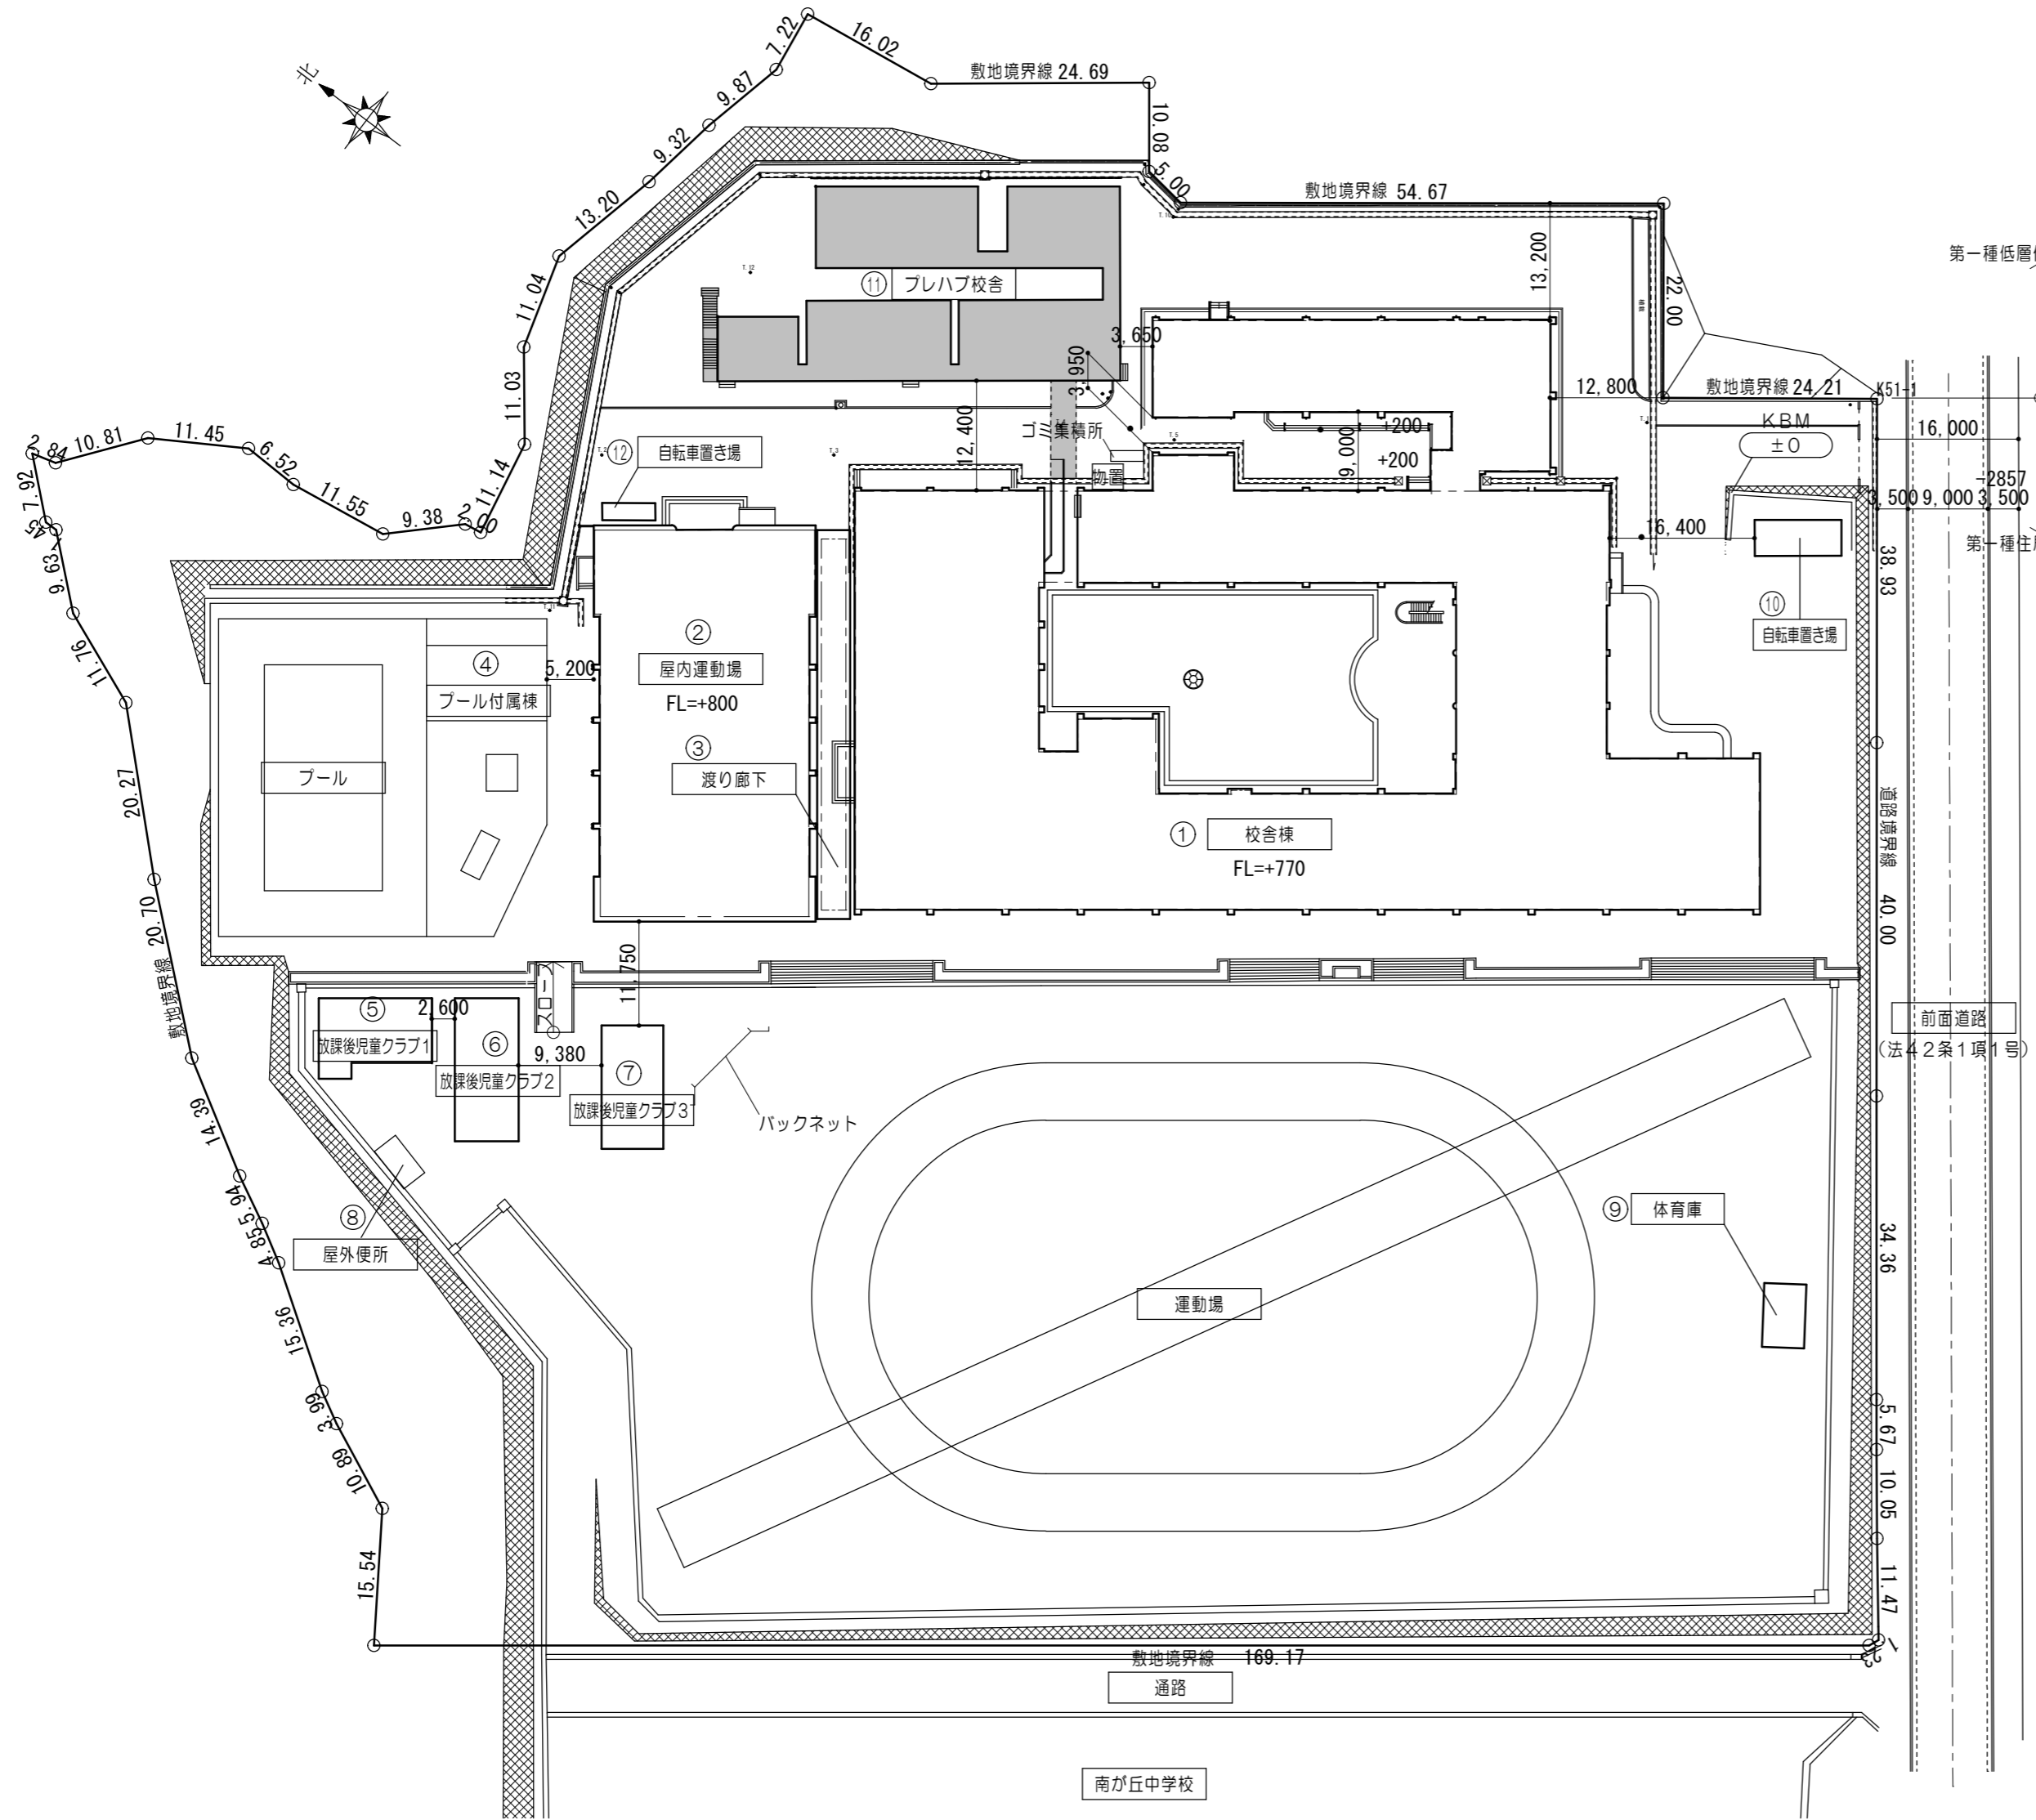 北
7.22
16.02
敷地境界線 24.69
9.87
10.08
9.32
5.00
13.20
敷地境界線 54.67
11.04
13,200
22.00
第一種低層
⑪ プレハブ校舎
T.12
3,650
3,950
11.03
12,800
敷地境界線 24.21
K51-1
12,400
ゴミ集積所
T.5
9,000
+200
+200
KBM
±0
16,000
-2857
3,500 9,000 3,500
2.84
10.81
11.45
6.52
11.55
9.38
2.00
11.14
7.92
⑫ 自転車置き場
T.3
物置
16,400
第一種住
9.63
38.93
11.76
② 屋内運動場
FL=+800
④ プール付属棟
5,200
⑩ 自転車置き場
③ 渡り廊下
プール
20.27
① 校舎棟
FL=+770
道路境界線 40.00
20.70
敷地境界線
11,750
前面道路
(法42条1項1号)
⑤ 放課後児童クラブ1
2,600
⑥ 放課後児童クラブ2
9,380
⑦ 放課後児童クラブ3
バックネット
14.39
5.94
4.85
⑧ 屋外便所
⑨ 体育庫
34.36
運動場
15.36
3.99
10.89
5.67
10.05
15.54
11.47
敷地境界線 169.17
通路
南が丘中学校